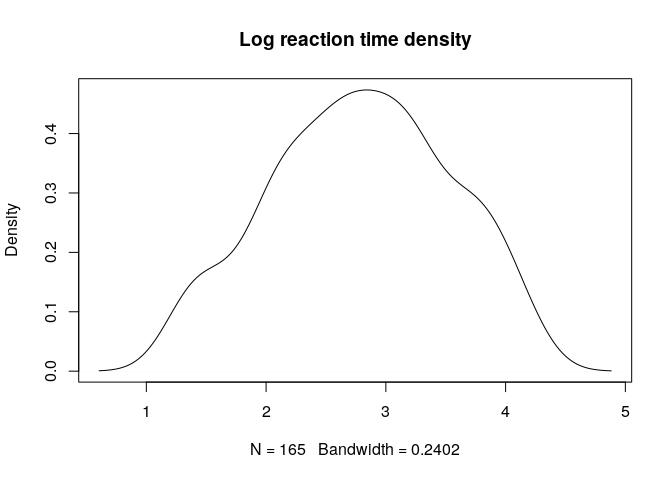 Log reaction time density
Density
0.4
0.3
0.2
0.1
0.0
1 2 3 4 5
N = 165 Bandwidth = 0.2402